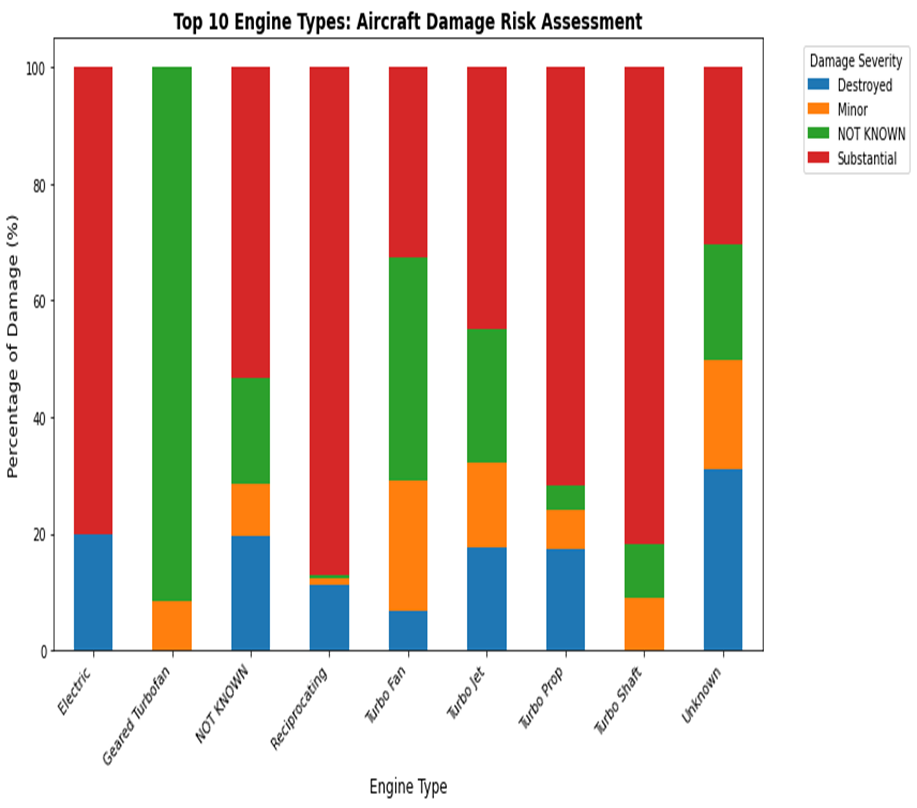 Top 10 Engine Types: Aircraft Damage Risk Assessment
Damage Severity
Destroyed
Minor
NOT KNOWN
Substantial
Percentage of Damage (%)
100
80
60
40
20
0
Electric
Geared Turbofan
NOT KNOWN
Reciprocating
Turbo Fan
Turbo Jet
Turbo Prop
Turbo Shaft
Unknown
Engine Type